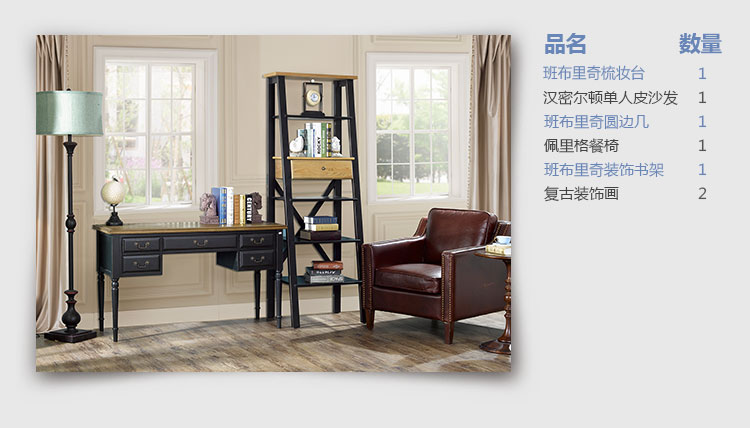 品名 数量
班布里奇梳妆台 1
汉密尔顿单人皮沙发 1
班布里奇圆边几 1
佩里格餐椅 1
班布里奇装饰书架 1
复古装饰画 2